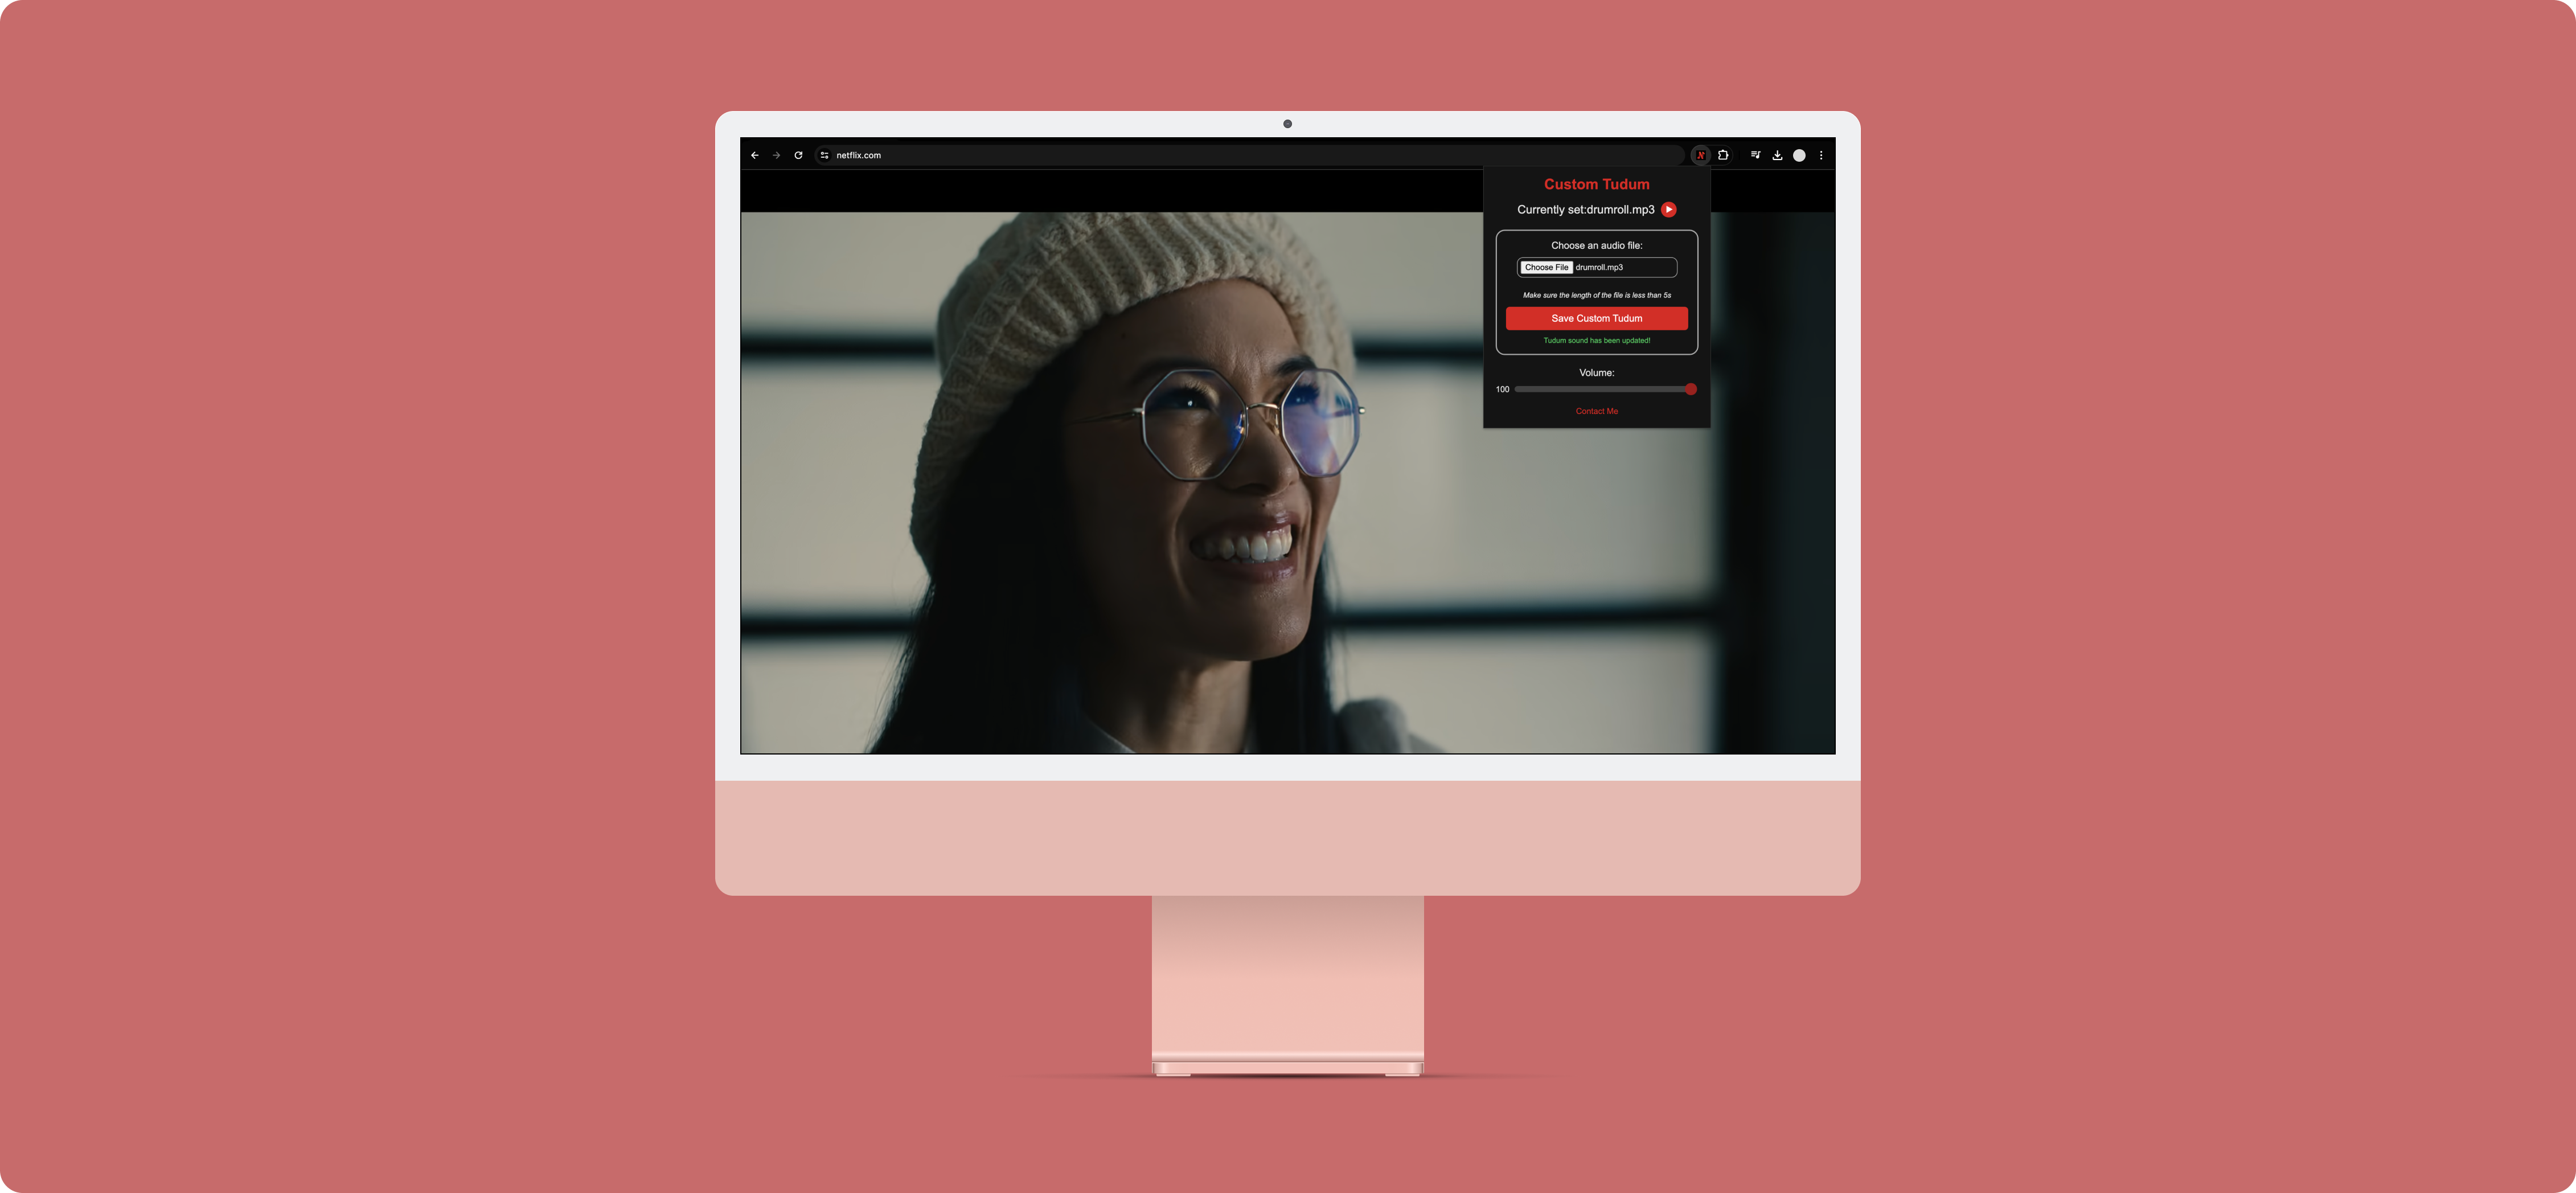 netflix.com
Custom Tudum
Currently set:drumroll.mp3
Choose an audio file:
Choose File drumroll.mp3
Make sure the length of the file is less than 5s
Save Custom Tudum
Tudum sound has been updated!
Volume:
100
Contact Me